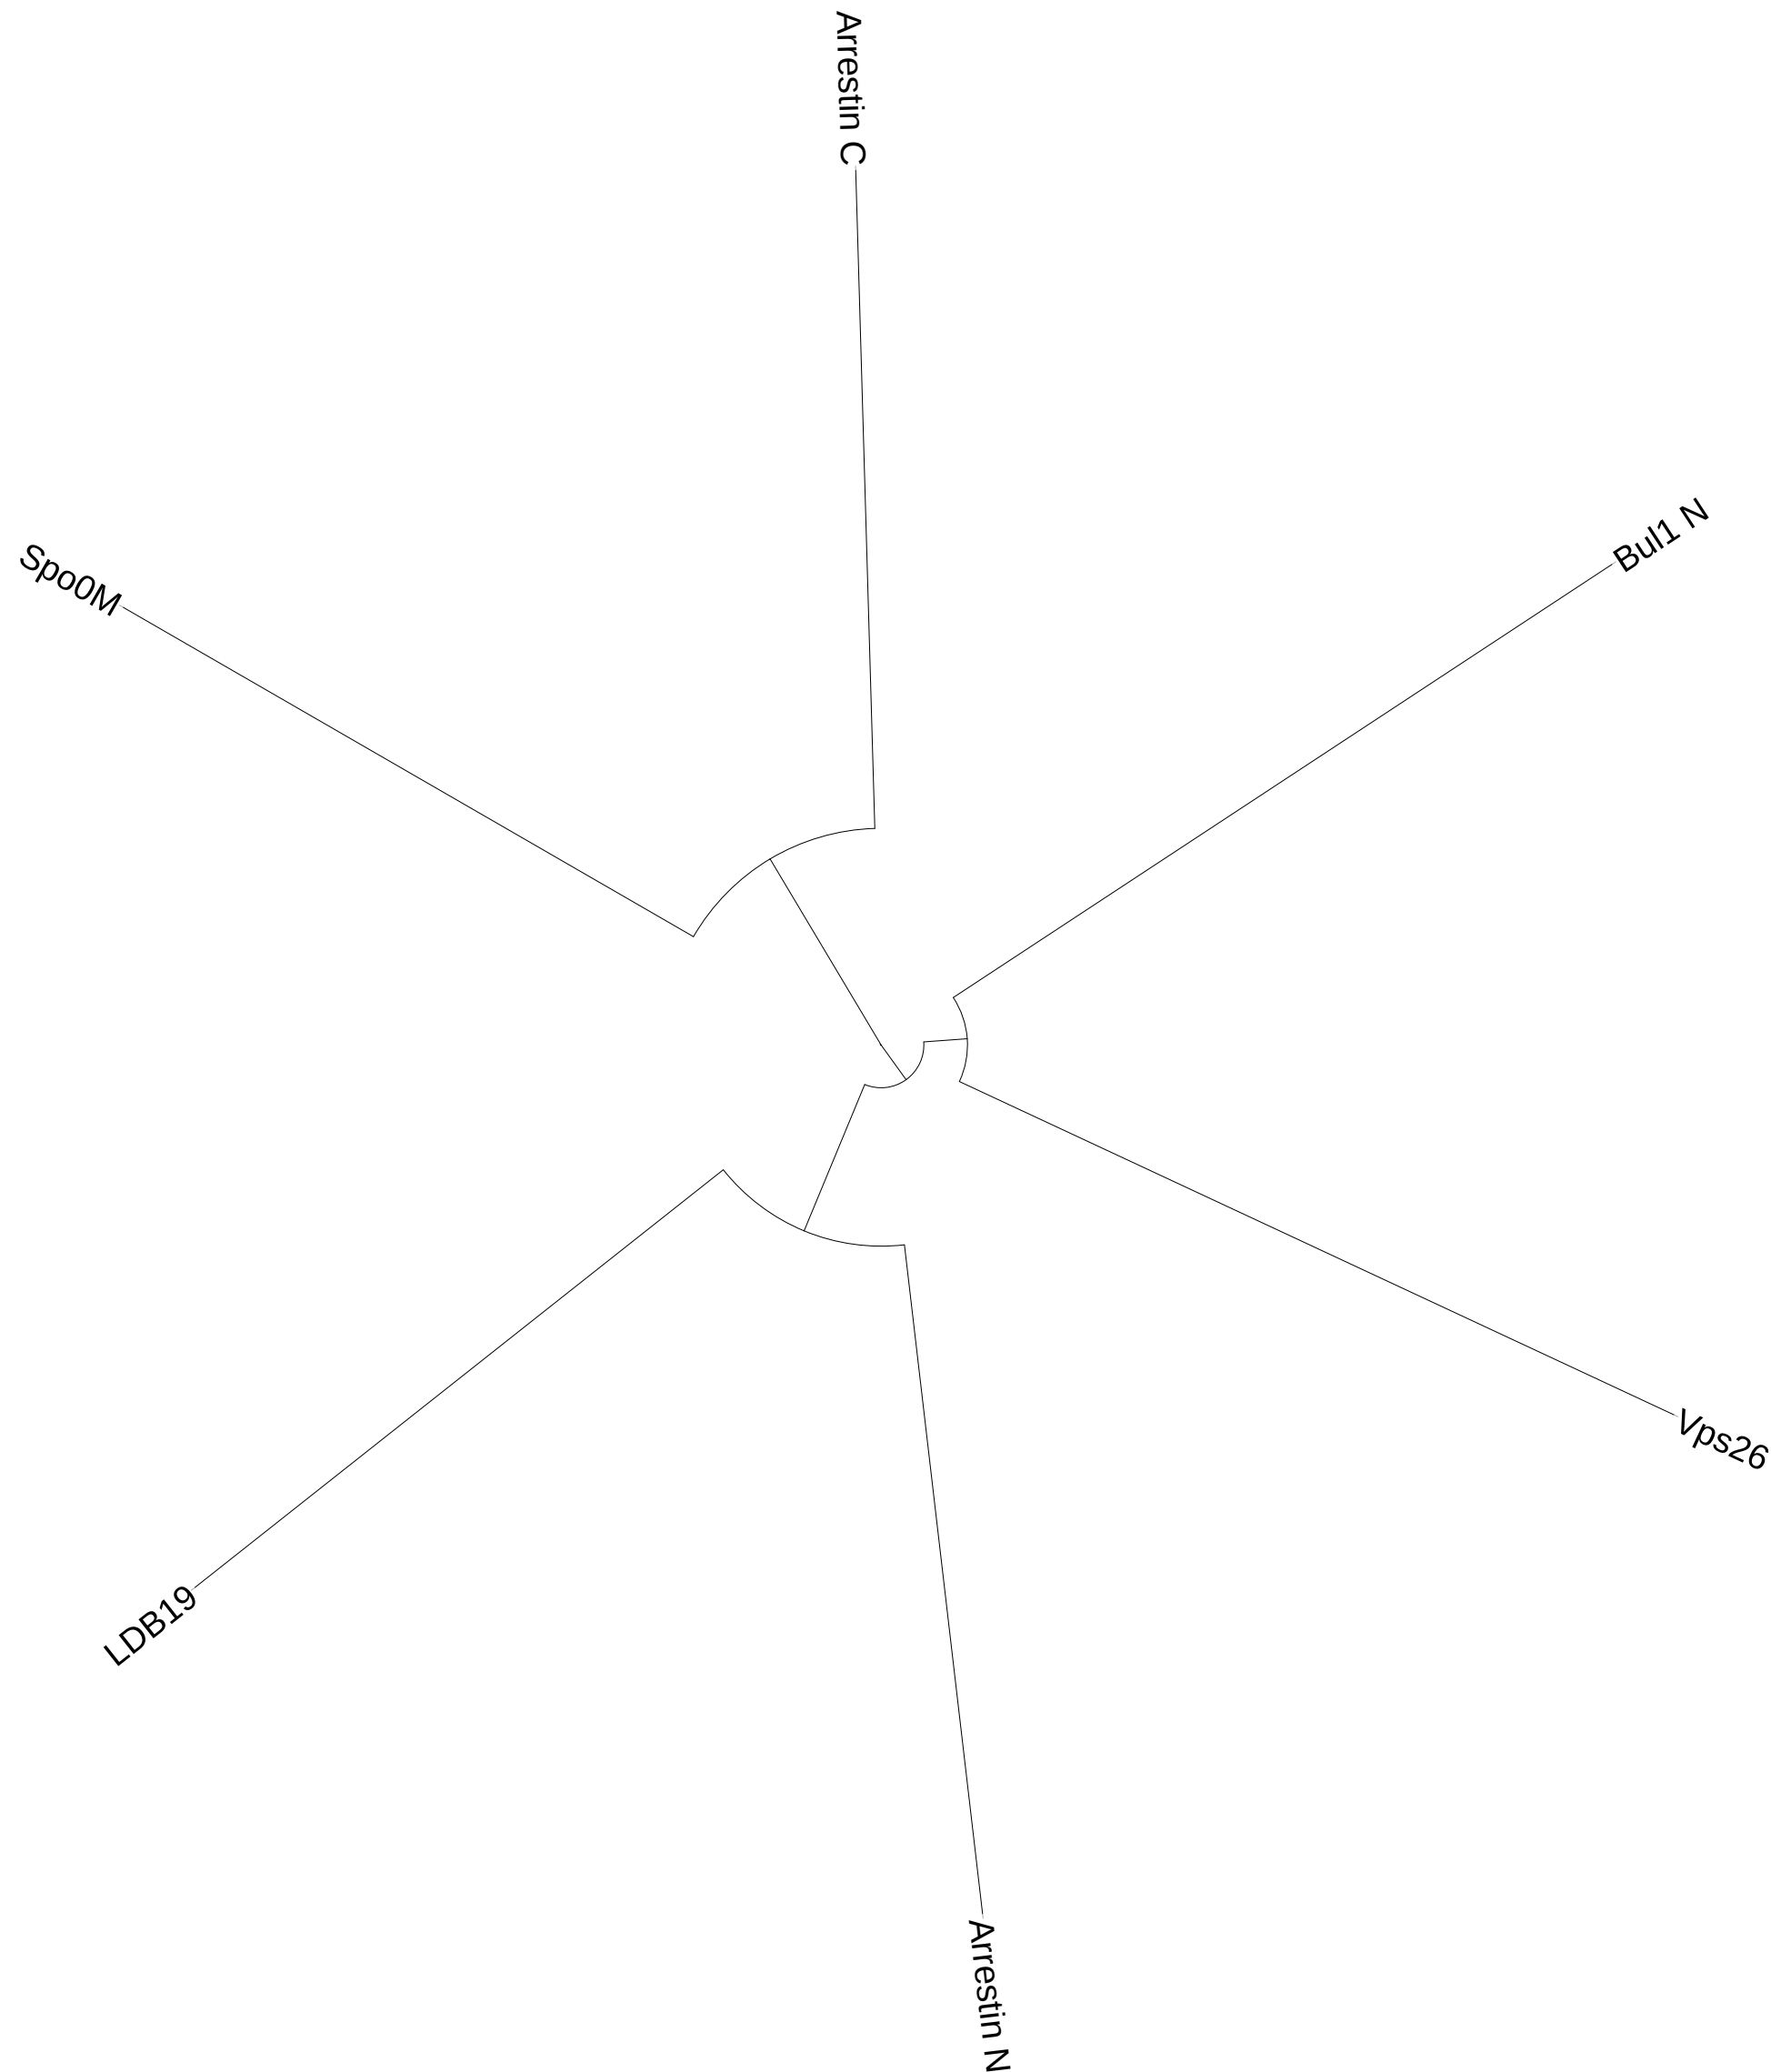 Arrestin C
Bul1 N
Spo0M
Vps26
LDB19
Arrestin N